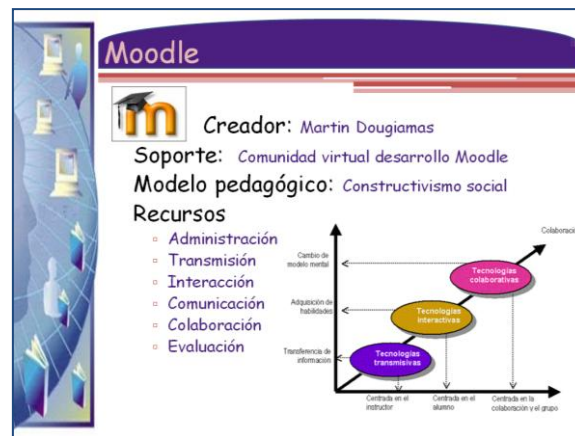 Moodle
m
Creador: Martin Dougiamas
Soporte: Comunidad virtual desarrollo Moodle
Modelo pedagógico: Constructivismo social
Recursos
Administración
Transmisión
Interacción
Comunicación
Colaboración
Evaluación
Colaboració
Cambio de
modelo mental
Tecnologías
colaborativas
Adquisición de
habilidades
Tecnologías
interactivas
Transferencia de
información
Tecnologías
transmisivas
Centrada en el
instructor
Centrada en el
alumno
Centrada en la
colaboración y el grupo